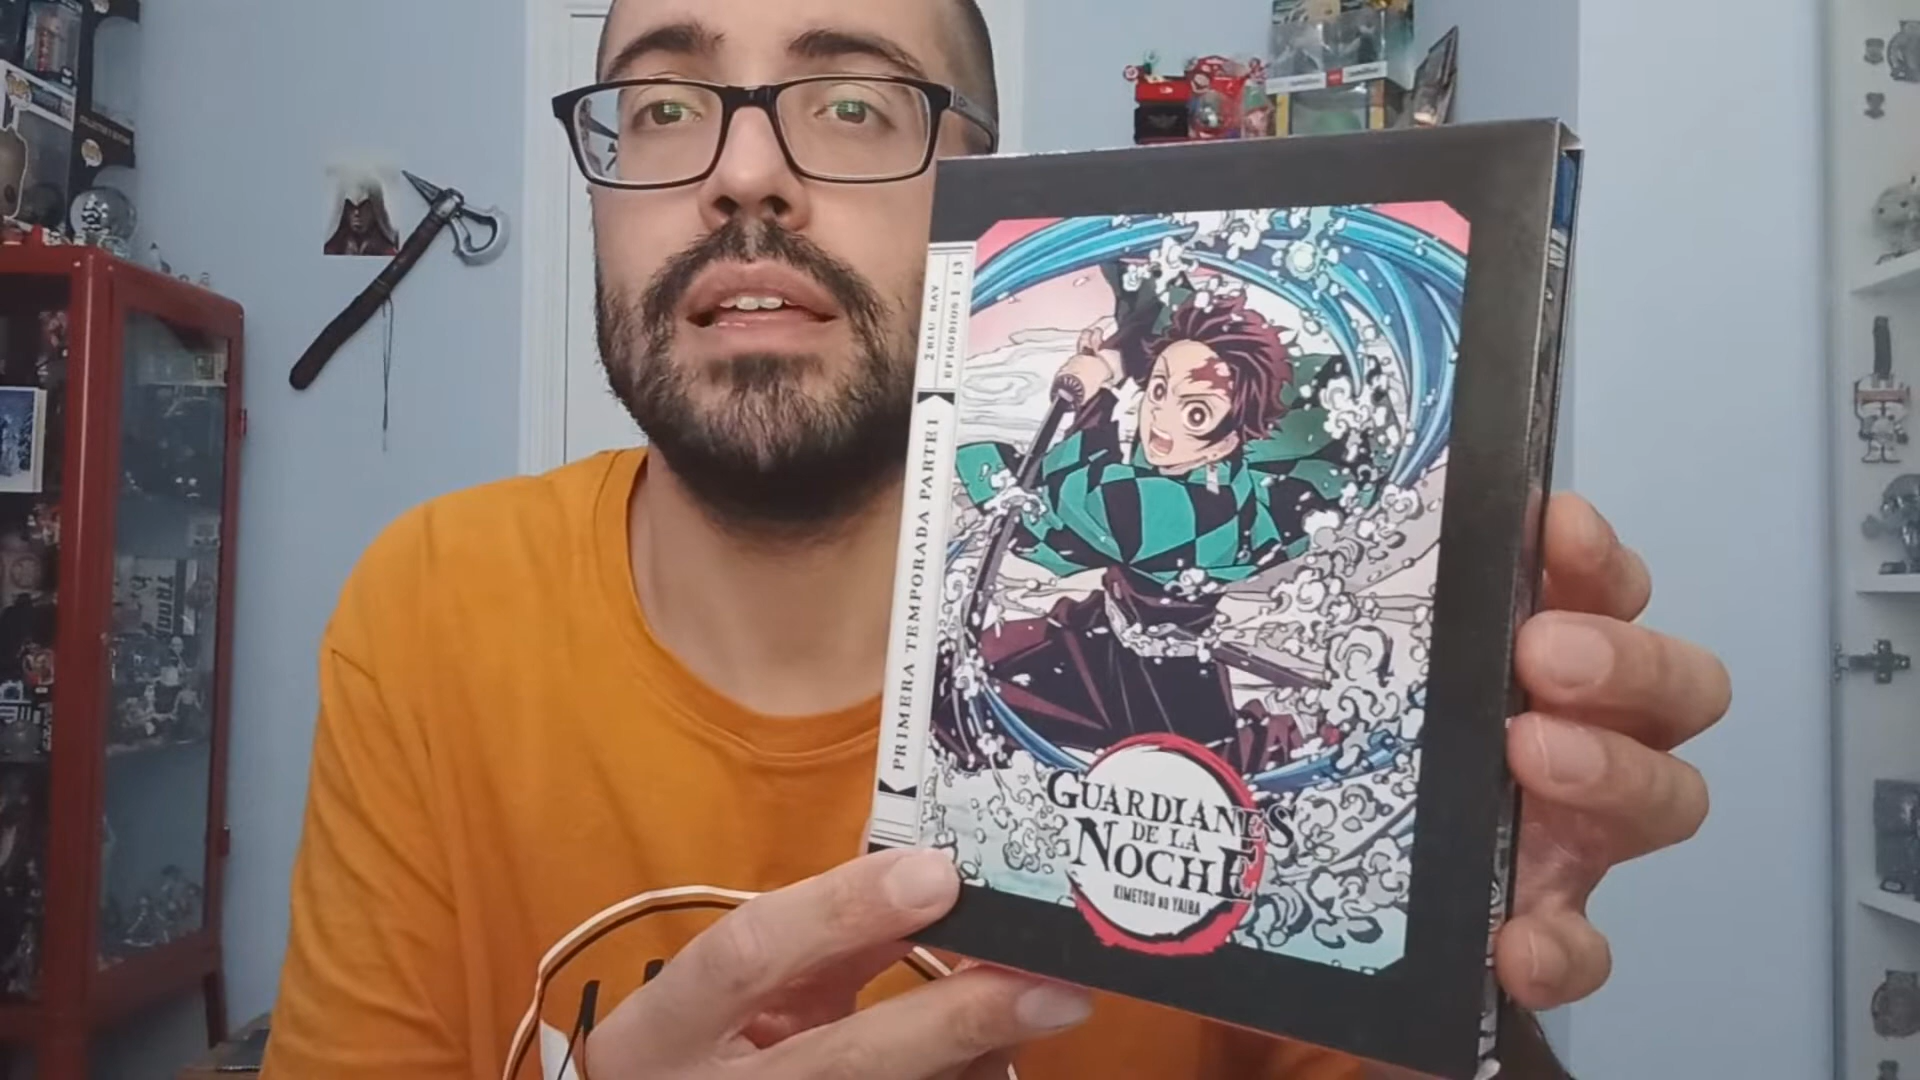 2 BLU RAY
EPISODIOS 1 - 13
PRIMERA TEMPORADA PARTE 1
GUARDIANES
DE LA
NOCHE
KIMETSU NO YAIBA